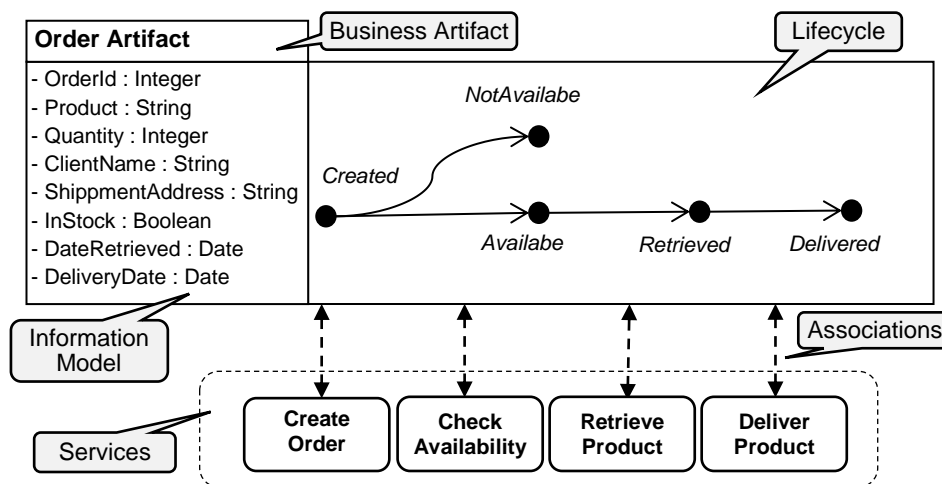 Order Artifact
Business Artifact
Lifecycle
- OrderId : Integer
- Product : String
- Quantity : Integer
- ClientName : String
- ShippmentAddress : String
- InStock : Boolean
- DateRetrieved : Date
- DeliveryDate : Date
NotAvailabe
Created
Availabe
Retrieved
Delivered
Information
Model
Associations
Services
Create
Order
Check
Availability
Retrieve
Product
Deliver
Product